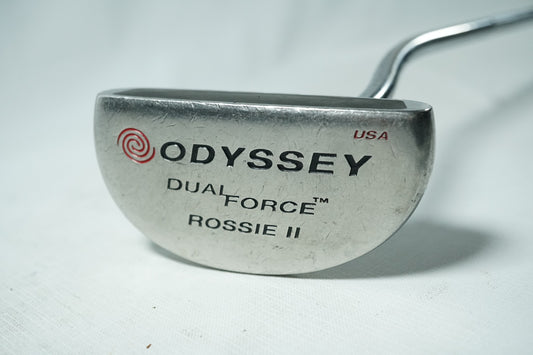 USA
ODYSSEY
DUAL FORCE™
ROSSIE II